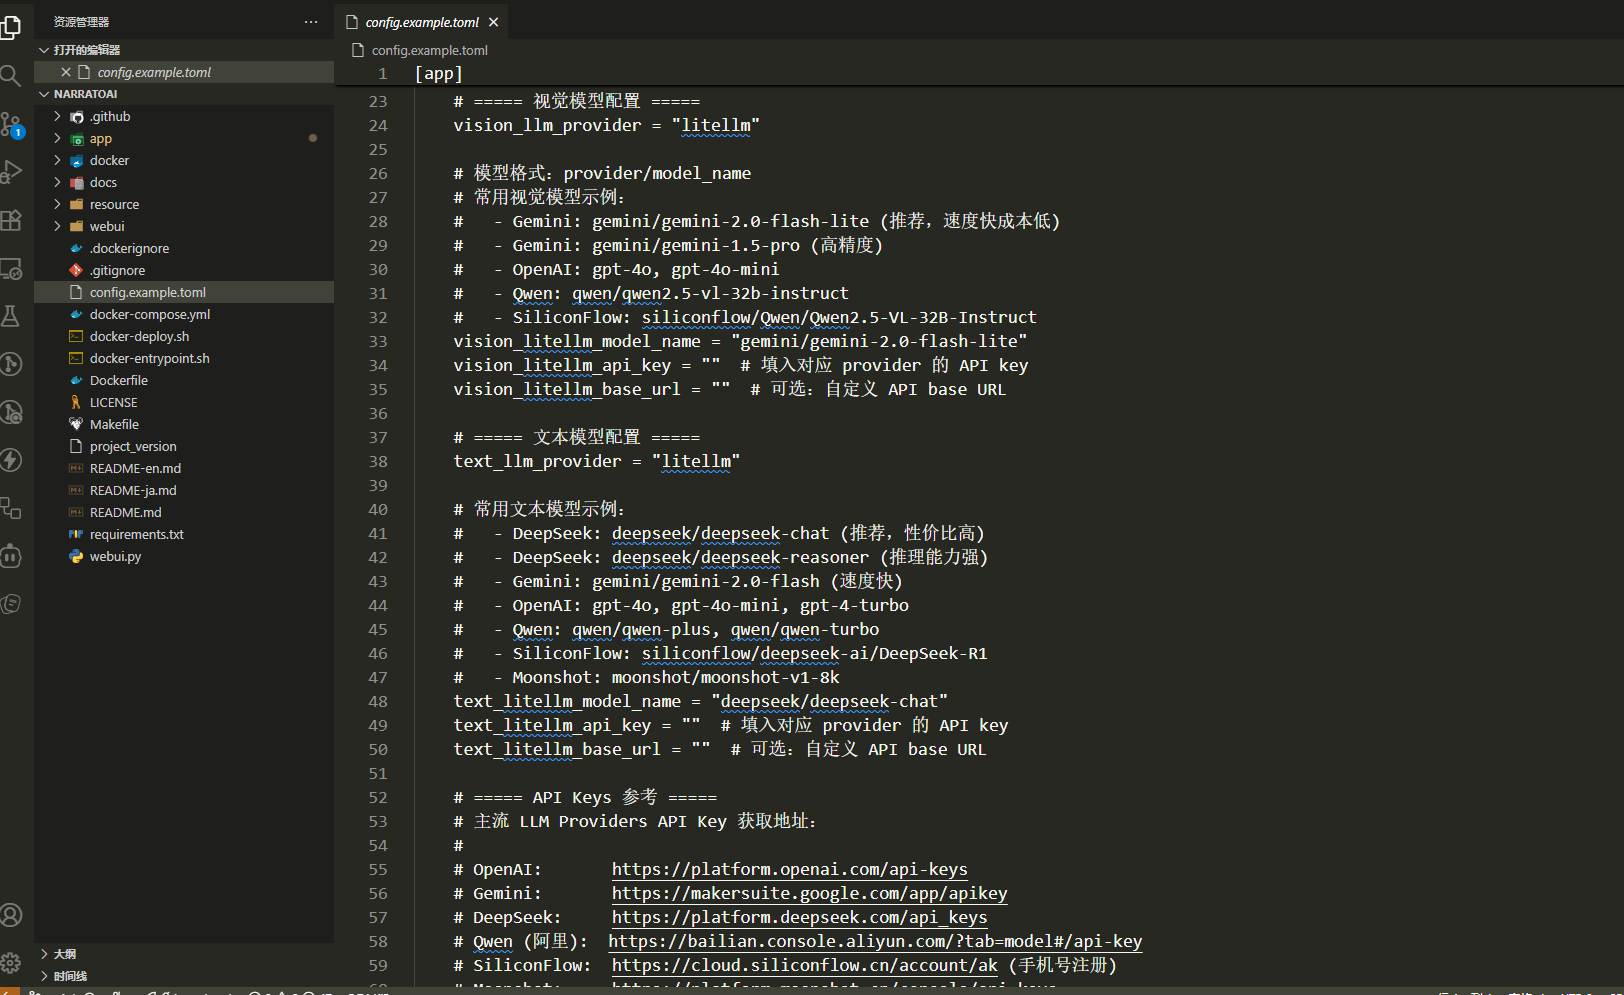 资源管理器
打开的编辑器
config.example.toml
NARRATOAI
.github
app
docker
docs
resource
webui
.dockerignore
.gitignore
config.example.toml
docker-compose.yml
docker-deploy.sh
docker-entrypoint.sh
Dockerfile
LICENSE
Makefile
project_version
README-en.md
README-ja.md
README.md
requirements.txt
webui.py
大纲
时间线
1
config.example.toml
config.example.toml
1 [app]
23 # ===== 视觉模型配置 =====
24 vision_llm_provider = "litellm"
25
26 # 模型格式：provider/model_name
27 # 常用视觉模型示例：
28 #   - Gemini: gemini/gemini-2.0-flash-lite (推荐，速度快成本低)
29 #   - Gemini: gemini/gemini-1.5-pro (高精度)
30 #   - OpenAI: gpt-4o, gpt-4o-mini
31 #   - Qwen: qwen/qwen2.5-vl-32b-instruct
32 #   - SiliconFlow: siliconflow/Qwen/Qwen2.5-VL-32B-Instruct
33 vision_litellm_model_name = "gemini/gemini-2.0-flash-lite"
34 vision_litellm_api_key = ""  # 填入对应 provider 的 API key
35 vision_litellm_base_url = ""  # 可选：自定义 API base URL
36
37 # ===== 文本模型配置 =====
38 text_llm_provider = "litellm"
39
40 # 常用文本模型示例：
41 #   - DeepSeek: deepseek/deepseek-chat (推荐，性价比高)
42 #   - DeepSeek: deepseek/deepseek-reasoner (推理能力强)
43 #   - Gemini: gemini/gemini-2.0-flash (速度快)
44 #   - OpenAI: gpt-4o, gpt-4o-mini, gpt-4-turbo
45 #   - Qwen: qwen/qwen-plus, qwen/qwen-turbo
46 #   - SiliconFlow: siliconflow/deepseek-ai/DeepSeek-R1
47 #   - Moonshot: moonshot/moonshot-v1-8k
48 text_litellm_model_name = "deepseek/deepseek-chat"
49 text_litellm_api_key = ""  # 填入对应 provider 的 API key
50 text_litellm_base_url = ""  # 可选：自定义 API base URL
51
52 # ===== API Keys 参考 =====
53 # 主流 LLM Providers API Key 获取地址：
54 #
55 # OpenAI:       https://platform.openai.com/api-keys
56 # Gemini:       https://makersuite.google.com/app/apikey
57 # DeepSeek:     https://platform.deepseek.com/api_keys
58 # Qwen (阿里):  https://bailian.console.aliyun.com/?tab=model#/api-key
59 # SiliconFlow:  https://cloud.siliconflow.cn/account/ak (手机号注册)